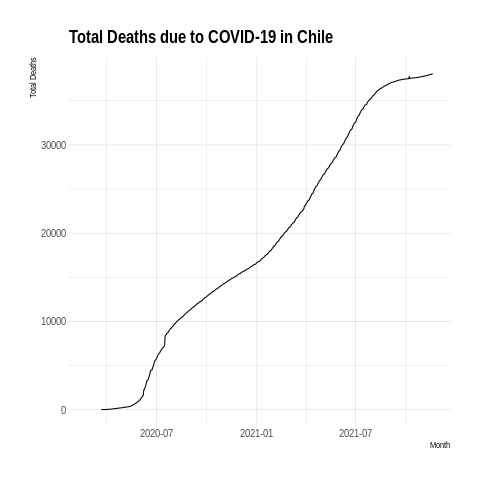 Total Deaths due to COVID-19 in Chile
Total Deaths
30000
20000
10000
0
2020-07 2021-01 2021-07
Month